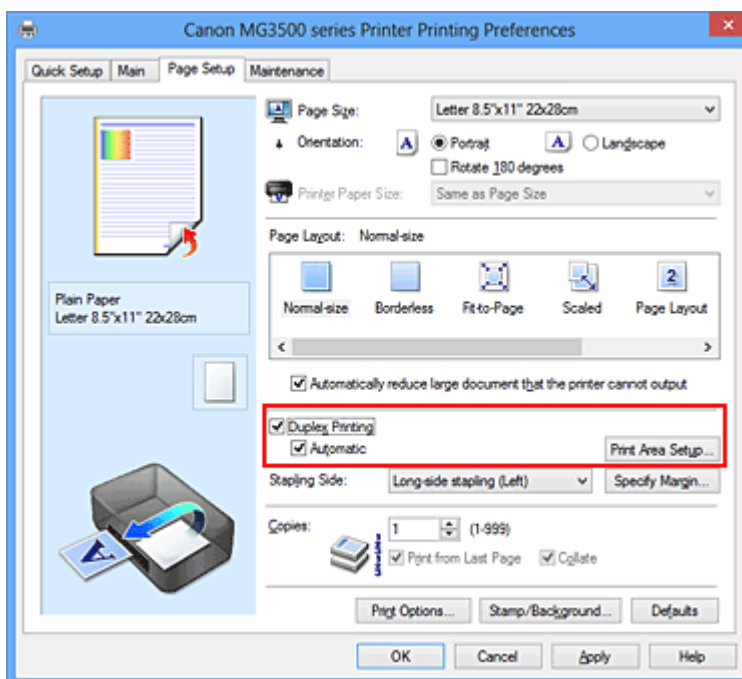 Canon MG3500 series Printer Printing Preferences
Quick Setup Main Page Setup Maintenance
Page Size: Letter 8.5"x11" 22x28cm
Orientation: A Portrait A Landscape
Rotate 180 degrees
Printer Paper Size: Same as Page Size
Page Layout: Normal-size
2
Normal-size Borderless Fit-to-Page Scaled Page Layout
Plain Paper
Letter 8.5"x11" 22x28cm
Automatically reduce large document that the printer cannot output
Duplex Printing
Automatic Print Area Setup...
Stapling Side: Long-side stapling (Left) Specify Margin...
Copies: 1 (1-999)
Print from Last Page Collate
A
Print Options... Stamp/Background... Defaults
OK Cancel Apply Help